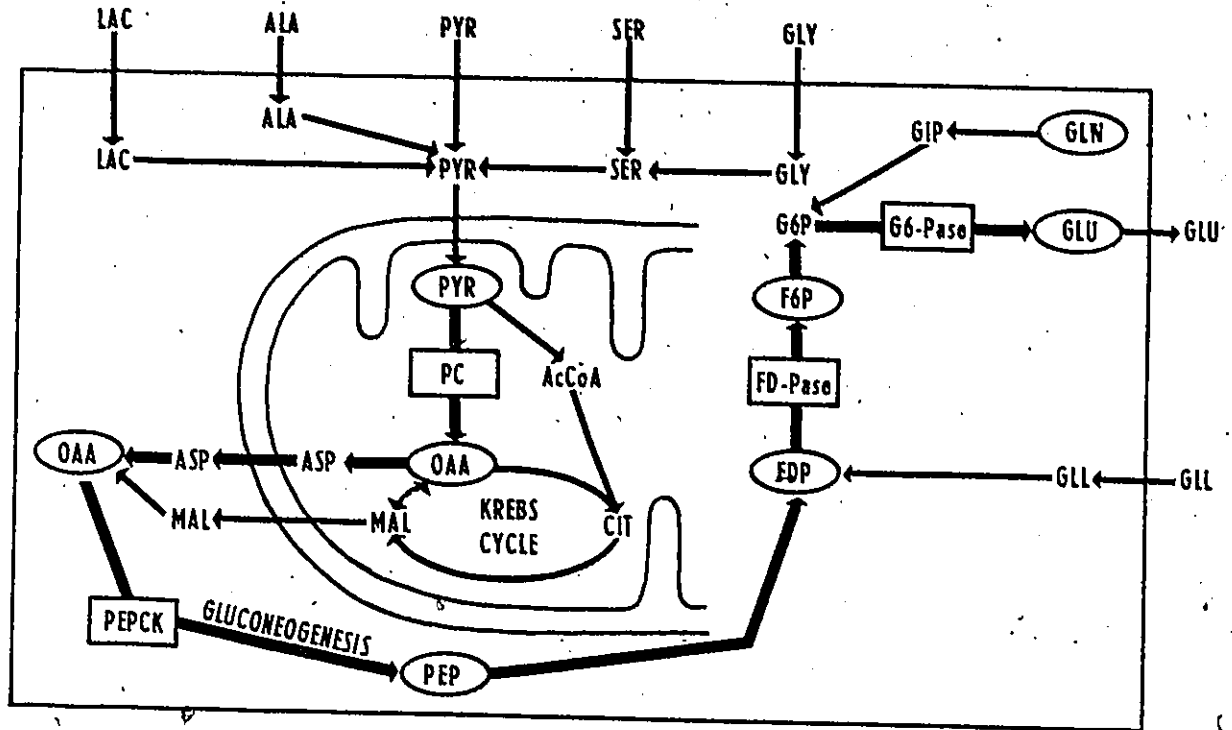 LAC ALA PYR SER GLY
ALA
LAC PYR SER GLY
GIP GLN
G6P G6-Pase GLU GLU
PYR F6P
PC AcCoA FD-Pase
OAA ASP ASP OAA FDP GLL GLL
MAL MAL KREBS CIT
CYCLE
PEPCK GLUCONEOGENESIS
PEP